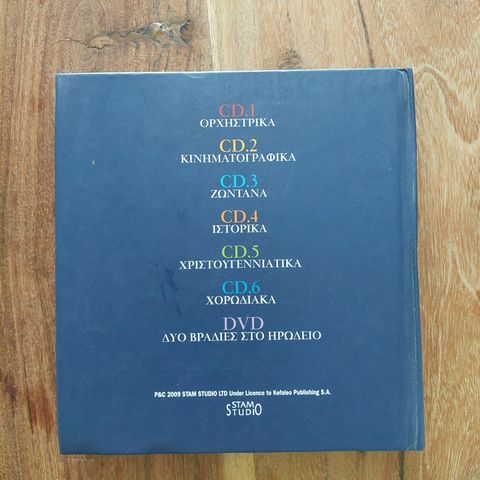 CD.1
ΟΡΧΗΣΤΡΙΚΑ
CD.2
ΚΙΝΗΜΑΤΟΓΡΑΦΙΚΑ
CD.3
ΖΩΝΤΑΝΑ
CD.4
ΙΣΤΟΡΙΚΑ
CD.5
ΧΡΙΣΤΟΥΓΕΝΝΙΑΤΙΚΑ
CD.6
ΧΟΡΩΔΙΑΚΑ
DVD
ΔΥΟ ΒΡΑΔΙΕΣ ΣΤΟ ΗΡΩΔΕΙΟ
P&C 2009 STAM STUDIO LTD Under Licence to Kefaleo Publishing S.A.
STAM
STUDIO